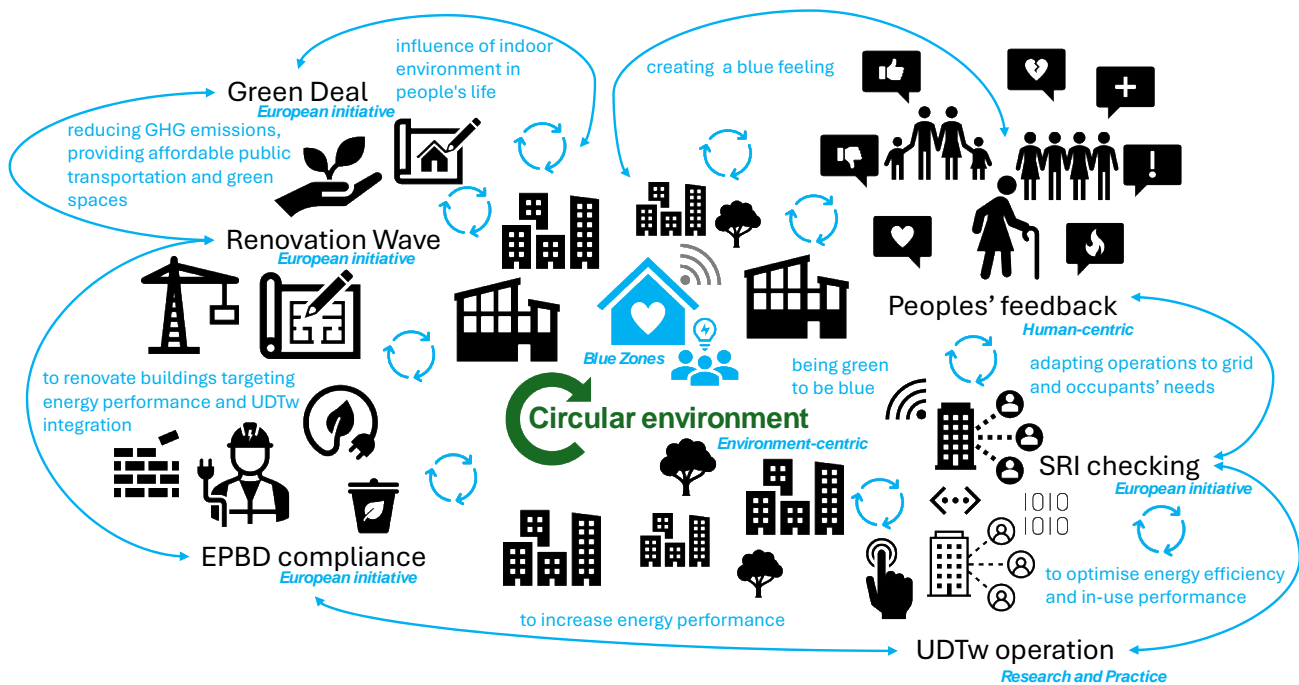 influence of indoor
environment in
people's life
creating a blue feeling
Green Deal
European initiative
reducing GHG emissions,
providing affordable public
transportation and green
spaces
Renovation Wave
European initiative
Peoples’ feedback
Human-centric
Blue Zones
being green
to be blue
adapting operations to grid
and occupants’ needs
to renovate buildings targeting
energy performance and UDTw
integration
Circular environment
Environment-centric
SRI checking
European initiative
1010
1010
EPBD compliance
European initiative
to optimise energy efficiency
and in-use performance
to increase energy performance
UDTw operation
Research and Practice